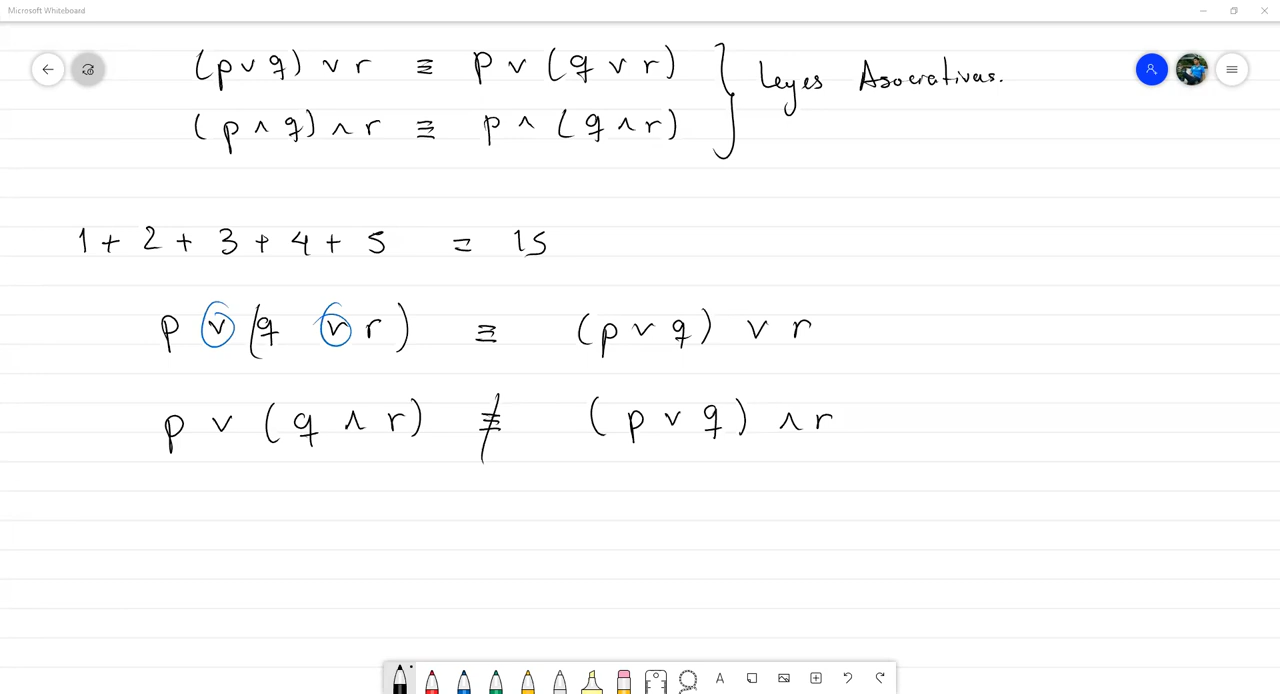 Microsoft Whiteboard
(p ∨ q) ∨ r ≡ p ∨ (q ∨ r)
(p ∧ q) ∧ r ≡ p ∧ (q ∧ r)
Leyes Asociativas.
1 + 2 + 3 + 4 + 5 = 15
p ∨ (q ∨ r) ≡ (p ∨ q) ∨ r
p ∨ (q ∧ r) ≢ (p ∨ q) ∧ r
A